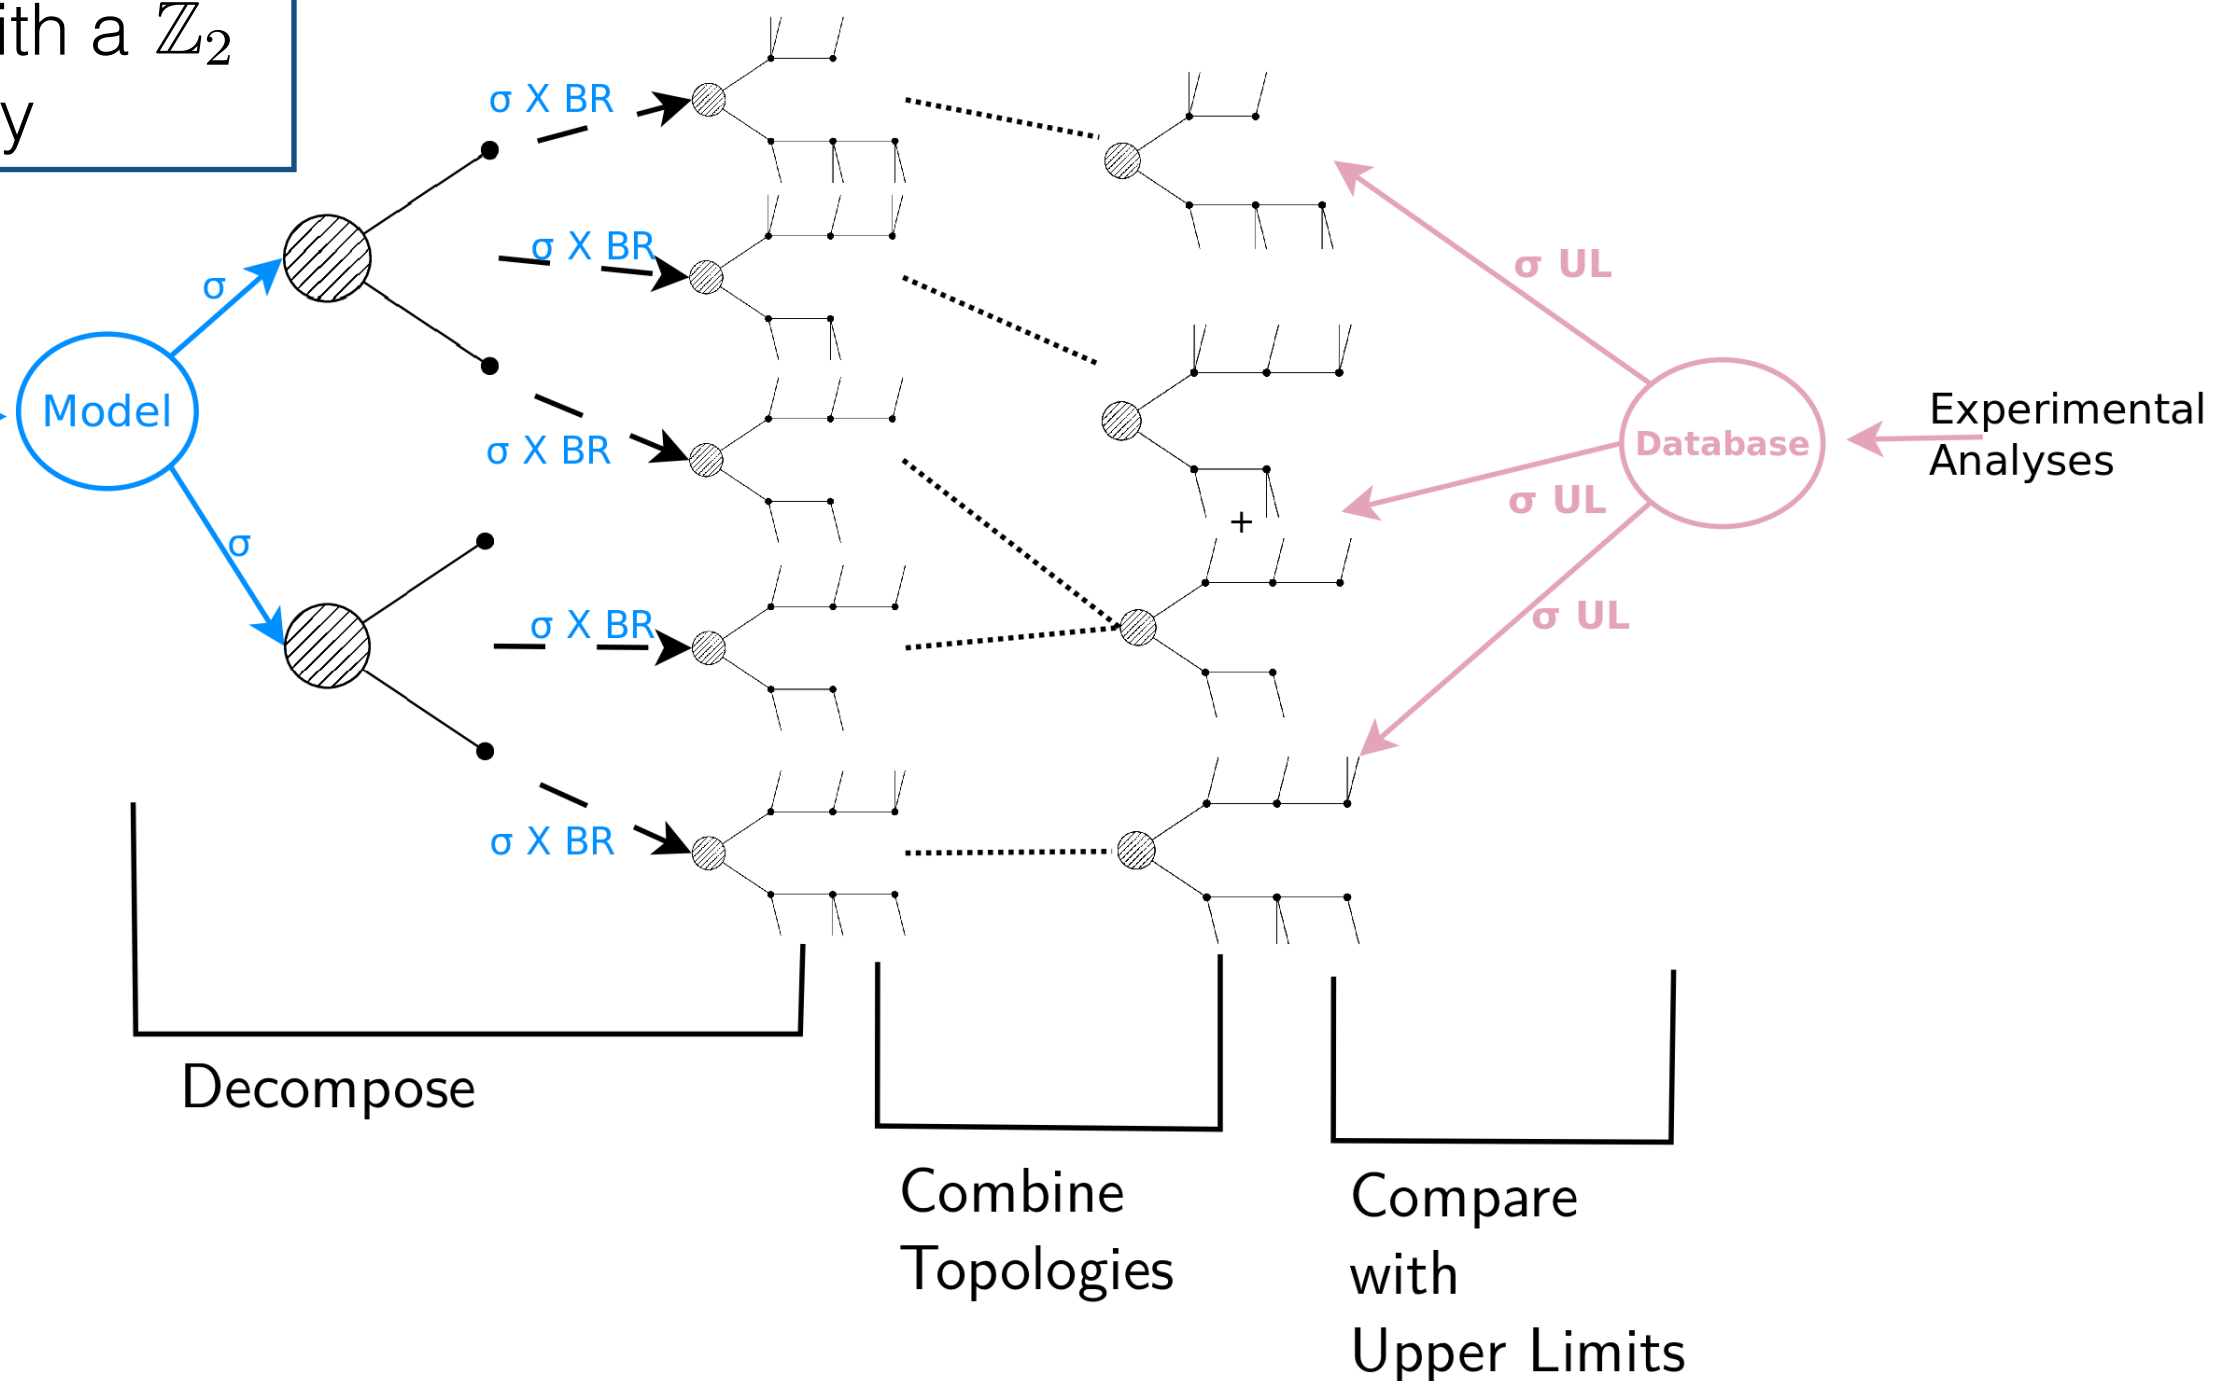 ith a ℤ₂
y
σ X BR
σ X BR
σ
σ UL
Model
Experimental
Database
Analyses
σ X BR
σ UL
+
σ
σ X BR
σ UL
σ X BR
Decompose
Combine
Topologies
Compare
with
Upper Limits